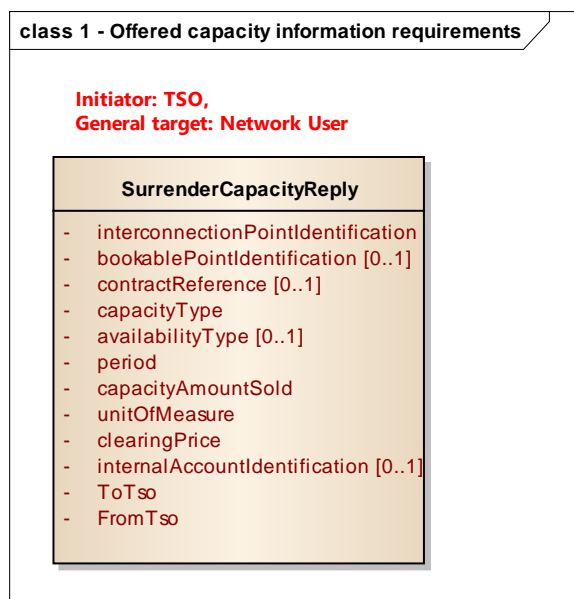 class 1 - Offered capacity information requirements
Initiator: TSO,
General target: Network User
SurrenderCapacityReply
- interconnectionPointIdentification
- bookablePointIdentification [0..1]
- contractReference [0..1]
- capacityType
- availabilityType [0..1]
- period
- capacityAmountSold
- unitOfMeasure
- clearingPrice
- internalAccountIdentification [0..1]
- ToTso
- FromTso